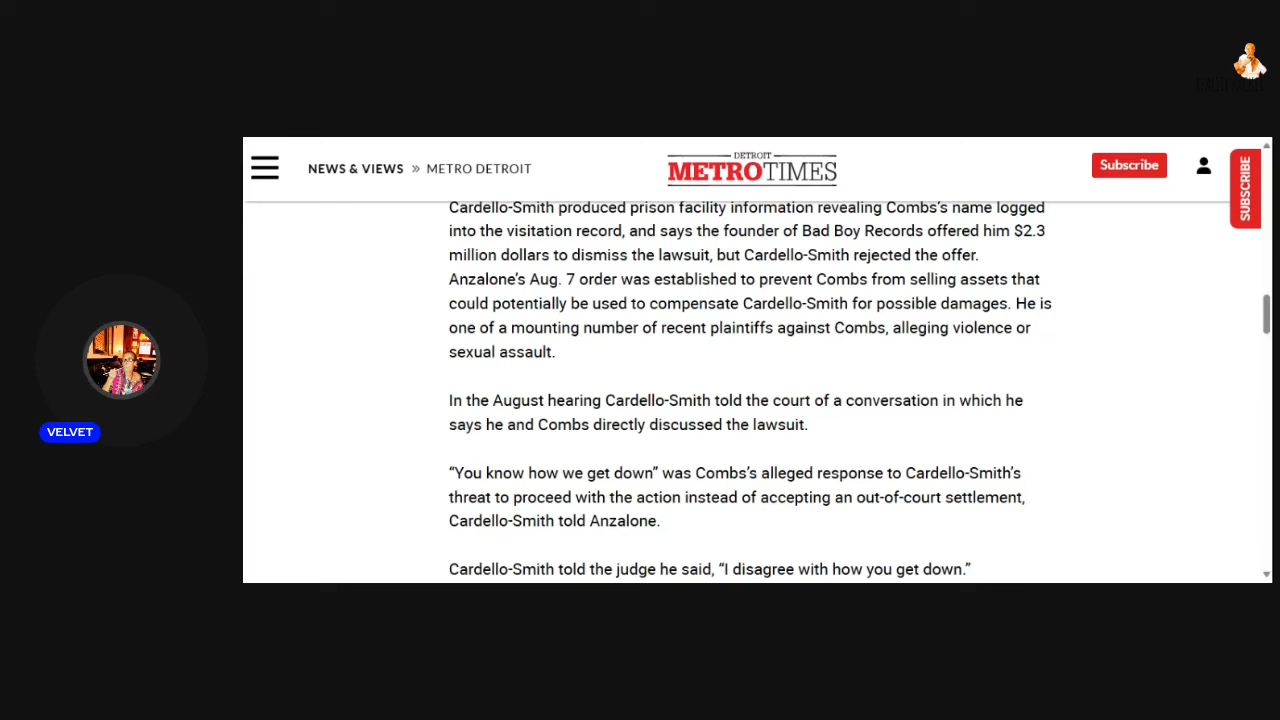 NEWS & VIEWS » METRO DETROIT
DETROIT
METROTIMES
Subscribe
SUBSCRIBE
Cardello-Smith produced prison facility information revealing Combs’s name logged
into the visitation record, and says the founder of Bad Boy Records offered him $2.3
million dollars to dismiss the lawsuit, but Cardello-Smith rejected the offer.
Anzalone’s Aug. 7 order was established to prevent Combs from selling assets that
could potentially be used to compensate Cardello-Smith for possible damages. He is
one of a mounting number of recent plaintiffs against Combs, alleging violence or
sexual assault.
In the August hearing Cardello-Smith told the court of a conversation in which he
says he and Combs directly discussed the lawsuit.
“You know how we get down” was Combs’s alleged response to Cardello-Smith’s
threat to proceed with the action instead of accepting an out-of-court settlement,
Cardello-Smith told Anzalone.
Cardello-Smith told the judge he said, “I disagree with how you get down.”
VELVET